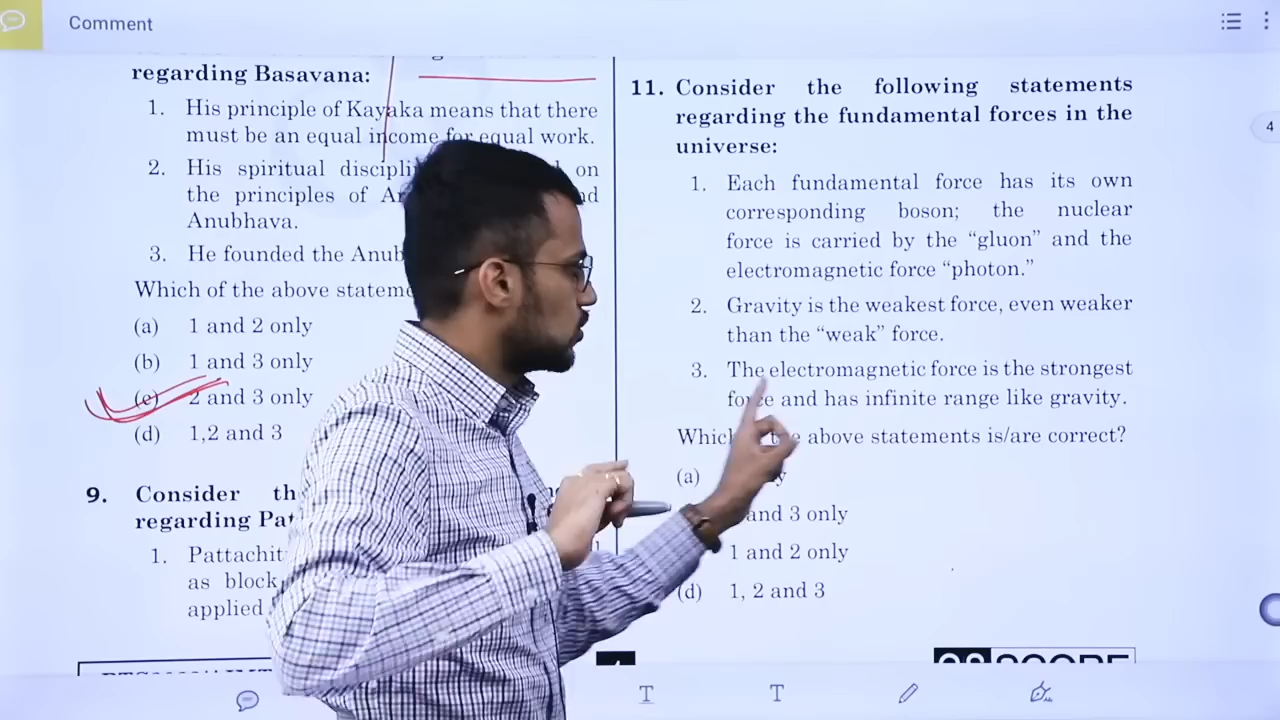 Comment
regarding Basavana:
1. His principle of Kayaka means that there
must be an equal income for equal work.
2. His spiritual on
the principles of
Anubhava.
3. He founded the
Which of the above
(a) 1 and 2 only
(b) 1 and 3 only
(c) 2 and 3 only
(d) 1,2 and 3
9. Consider
regarding
1.
as block
applied
11. Consider the following statements
regarding the fundamental forces in the
universe:
1. Each fundamental force has its own
corresponding boson; the nuclear
force is carried by the “gluon” and the
electromagnetic force “photon.”
2. Gravity is the weakest force, even weaker
than the “weak” force.
3. The electromagnetic force is the strongest
force and has infinite range like gravity.
Which the above statements is/are correct?
(a)
and 3 only
1 and 2 only
(d) 1, 2 and 3
4
T T